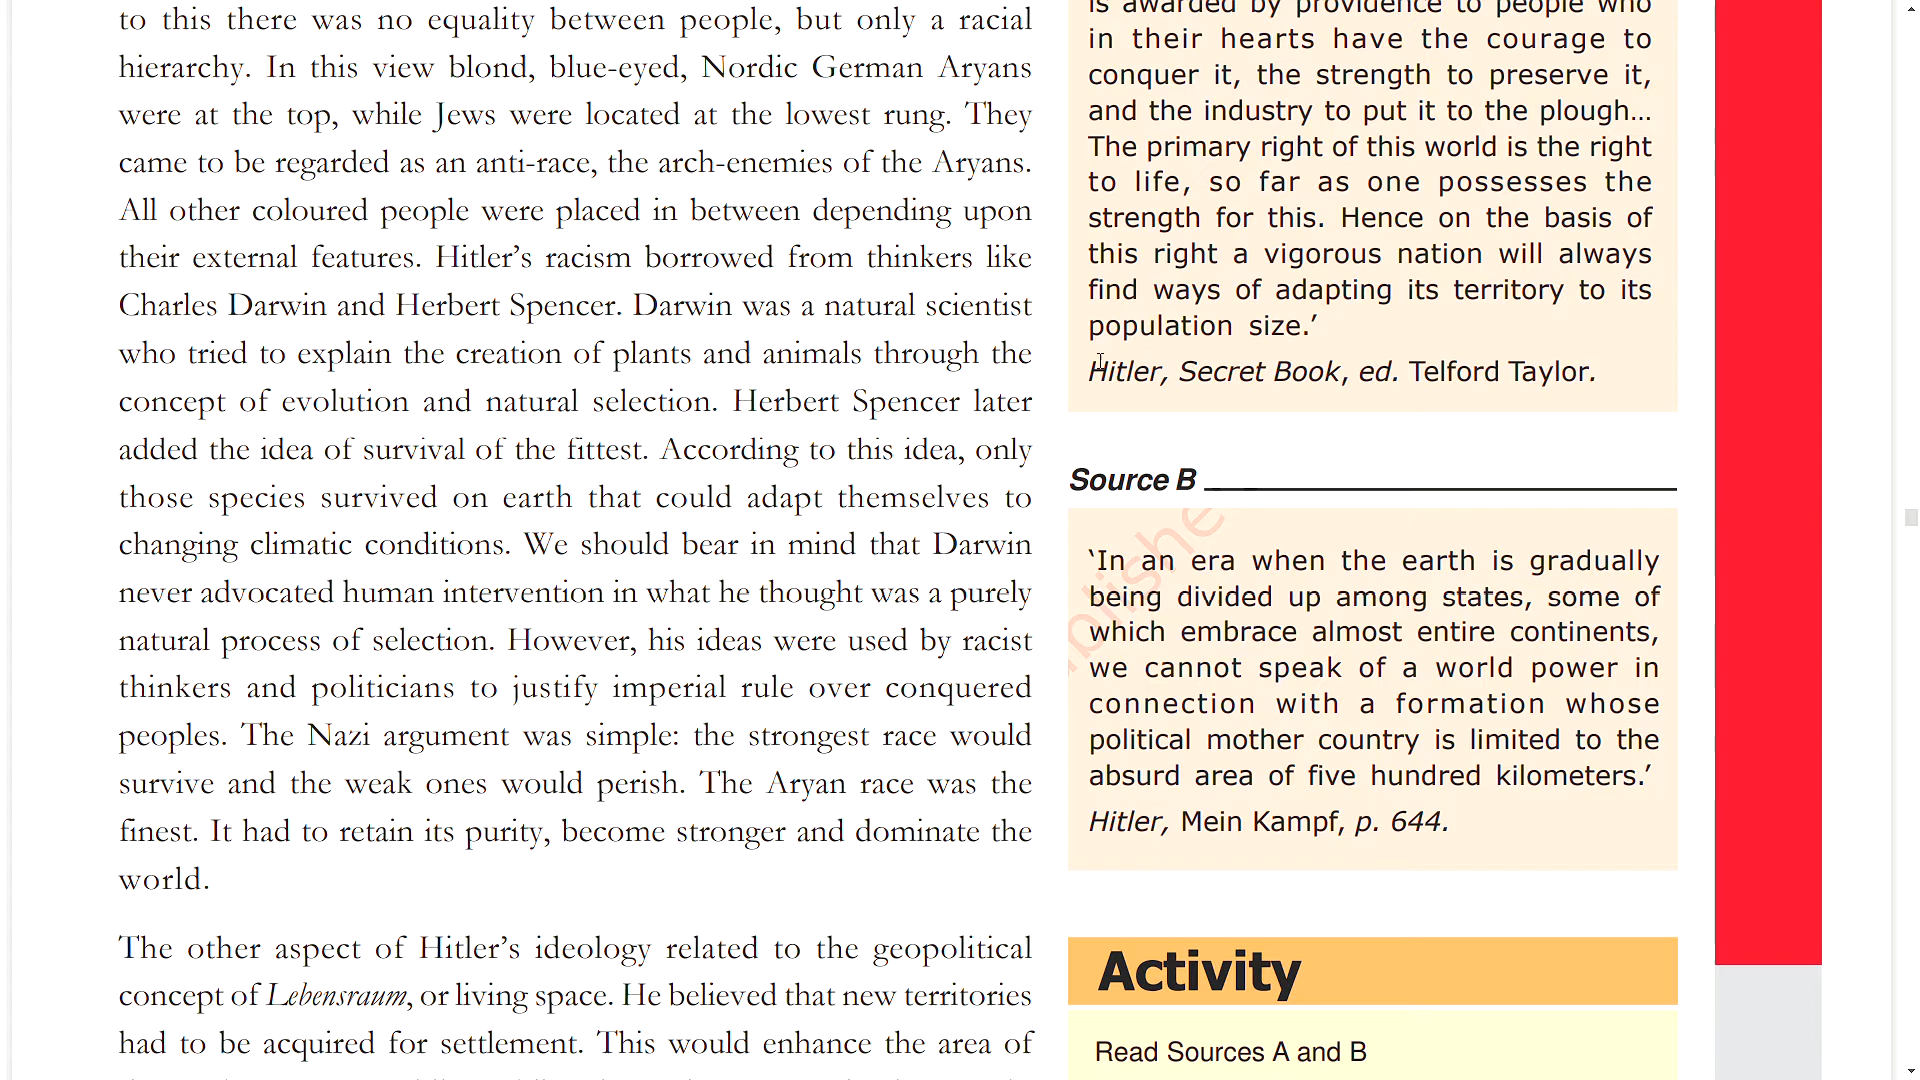 to this there was no equality between people, but only a racial
hierarchy. In this view blond, blue-eyed, Nordic German Aryans
were at the top, while Jews were located at the lowest rung. They
came to be regarded as an anti-race, the arch-enemies of the Aryans.
All other coloured people were placed in between depending upon
their external features. Hitler’s racism borrowed from thinkers like
Charles Darwin and Herbert Spencer. Darwin was a natural scientist
who tried to explain the creation of plants and animals through the
concept of evolution and natural selection. Herbert Spencer later
added the idea of survival of the fittest. According to this idea, only
those species survived on earth that could adapt themselves to
changing climatic conditions. We should bear in mind that Darwin
never advocated human intervention in what he thought was a purely
natural process of selection. However, his ideas were used by racist
thinkers and politicians to justify imperial rule over conquered
peoples. The Nazi argument was simple: the strongest race would
survive and the weak ones would perish. The Aryan race was the
finest. It had to retain its purity, become stronger and dominate the
world.
The other aspect of Hitler’s ideology related to the geopolitical
concept of Lebensraum, or living space. He believed that new territories
had to be acquired for settlement. This would enhance the area of
is awarded by providence to people who
in their hearts have the courage to
conquer it, the strength to preserve it,
and the industry to put it to the plough...
The primary right of this world is the right
to life, so far as one possesses the
strength for this. Hence on the basis of
this right a vigorous nation will always
find ways of adapting its territory to its
population size.’
Hitler, Secret Book, ed. Telford Taylor.
Source B
‘In an era when the earth is gradually
being divided up among states, some of
which embrace almost entire continents,
we cannot speak of a world power in
connection with a formation whose
political mother country is limited to the
absurd area of five hundred kilometers.’
Hitler, Mein Kampf, p. 644.
Activity
Read Sources A and B